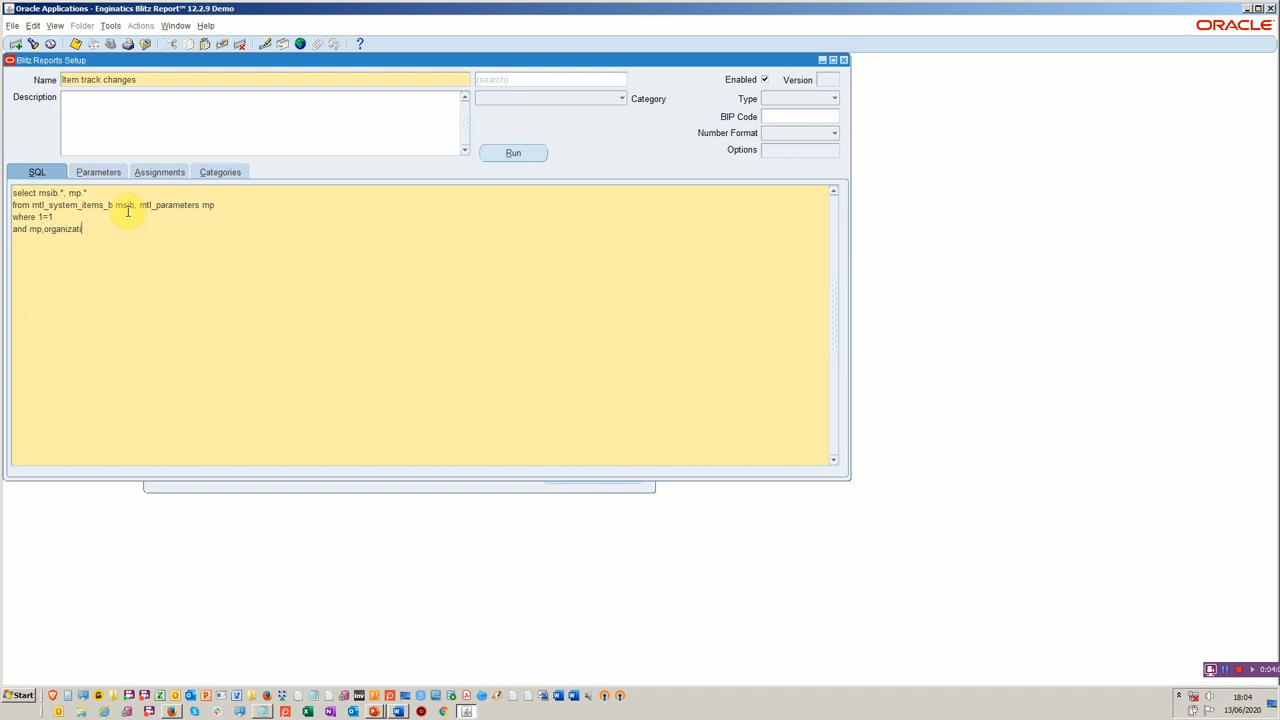 Oracle Applications - Enginatics Blitz Report™ 12.2.9 Demo
File Edit View Folder Tools Actions Window Help
ORACLE
Blitz Reports Setup
Name Item track changes (search) Enabled Version
Description Category Type
BIP Code
Number Format
Run Options
SQL Parameters Assignments Categories
select msib.*, mp.*
from mtl_system_items_b msib, mtl_parameters mp
where 1=1
and mp,organizati
0:04:0
Start
18:04
13/06/2020